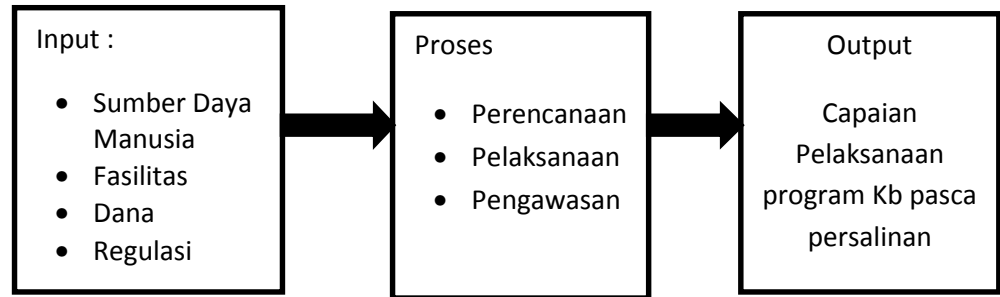 Input :
• Sumber Daya
Manusia
• Fasilitas
• Dana
• Regulasi
Proses
• Perencanaan
• Pelaksanaan
• Pengawasan
Output
Capaian
Pelaksanaan
program Kb pasca
persalinan